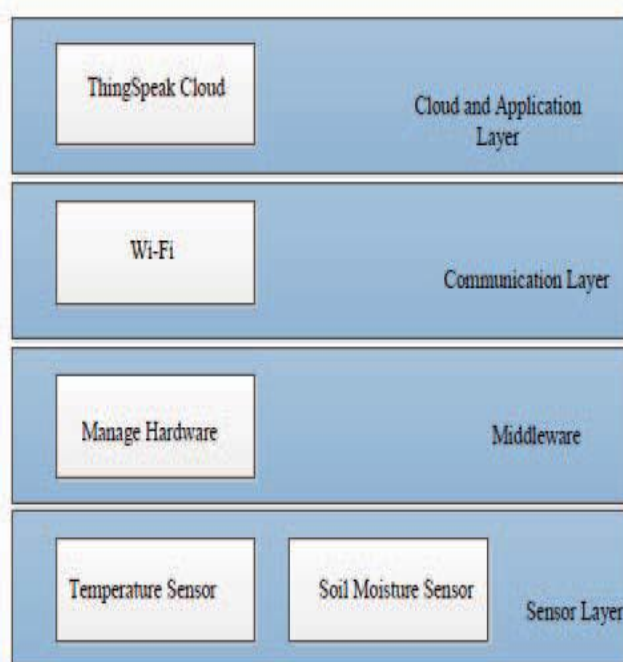 ThingSpeak Cloud
Cloud and Application
Layer
Wi-Fi
Communication Layer
Manage Hardware
Middleware
Temperature Sensor
Soil Moisture Sensor
Sensor Layer